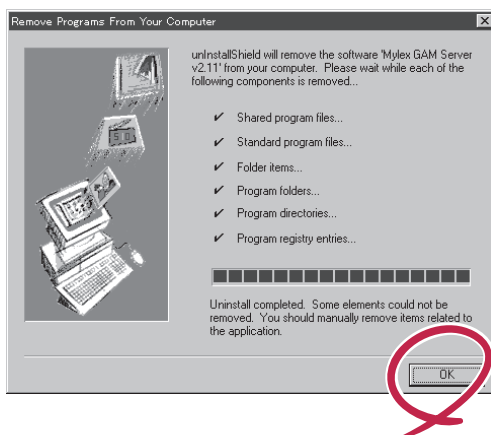 Remove Programs From Your Computer
unInstallShield will remove the software 'Mylex GAM Server
v2.11' from your computer. Please wait while each of the
following components is removed...
✔ Shared program files...
✔ Standard program files...
✔ Folder items...
✔ Program folders...
✔ Program directories...
✔ Program registry entries...
Uninstall completed. Some elements could not be
removed. You should manually remove items related to
the application.
OK